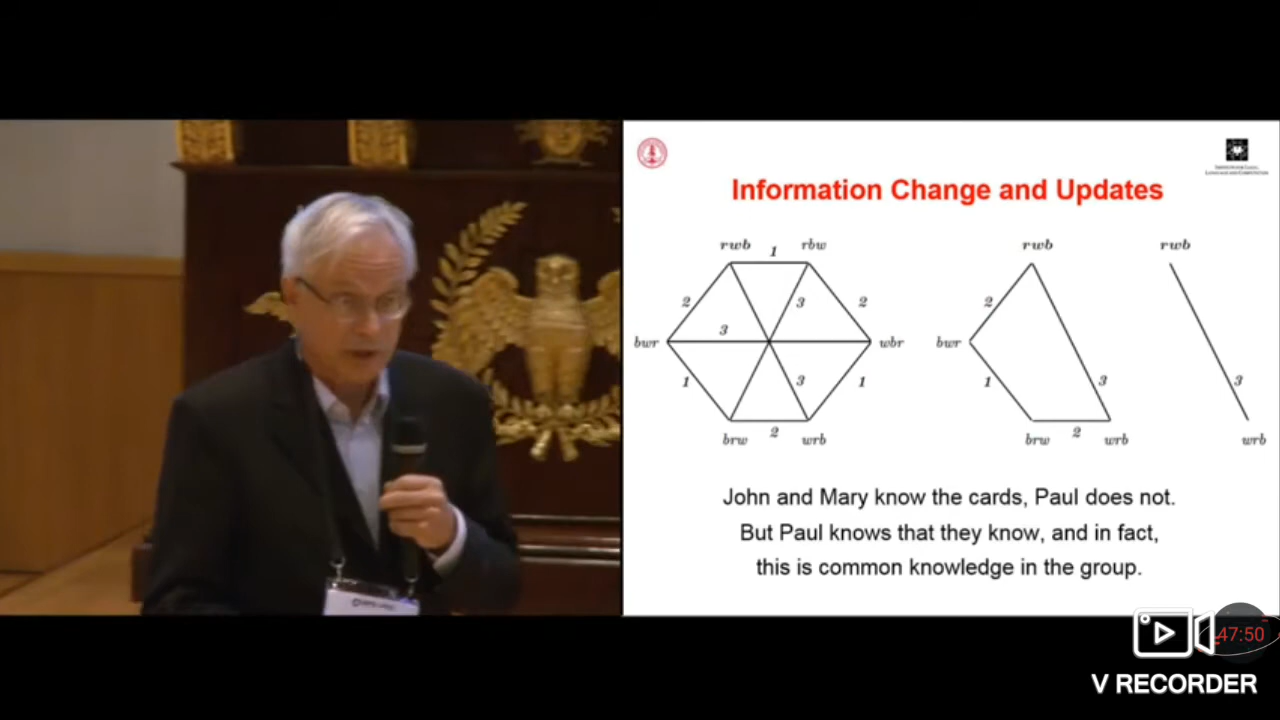 Information Change and Updates
rwb 1 rbw
2 3 2
bwr 3 wbr
1 3 1
brw 2 wrb
rwb
2
bwr
1 3
brw 2 wrb
rwb
3
wrb
John and Mary know the cards, Paul does not.
But Paul knows that they know, and in fact,
this is common knowledge in the group.
47:50
V RECORDER